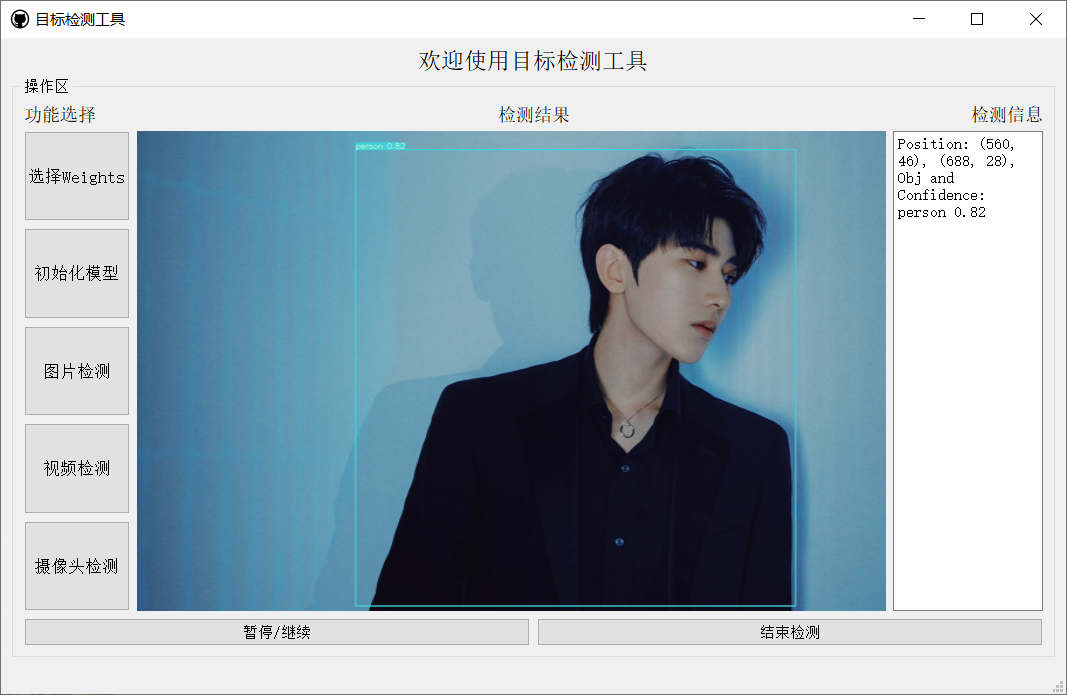 目标检测工具
欢迎使用目标检测工具
操作区
功能选择
检测结果
检测信息
选择Weights
初始化模型
图片检测
视频检测
摄像头检测
person 0.82
Position: (560,
46), (688, 28),
Obj and
Confidence:
person 0.82
暂停/继续
结束检测